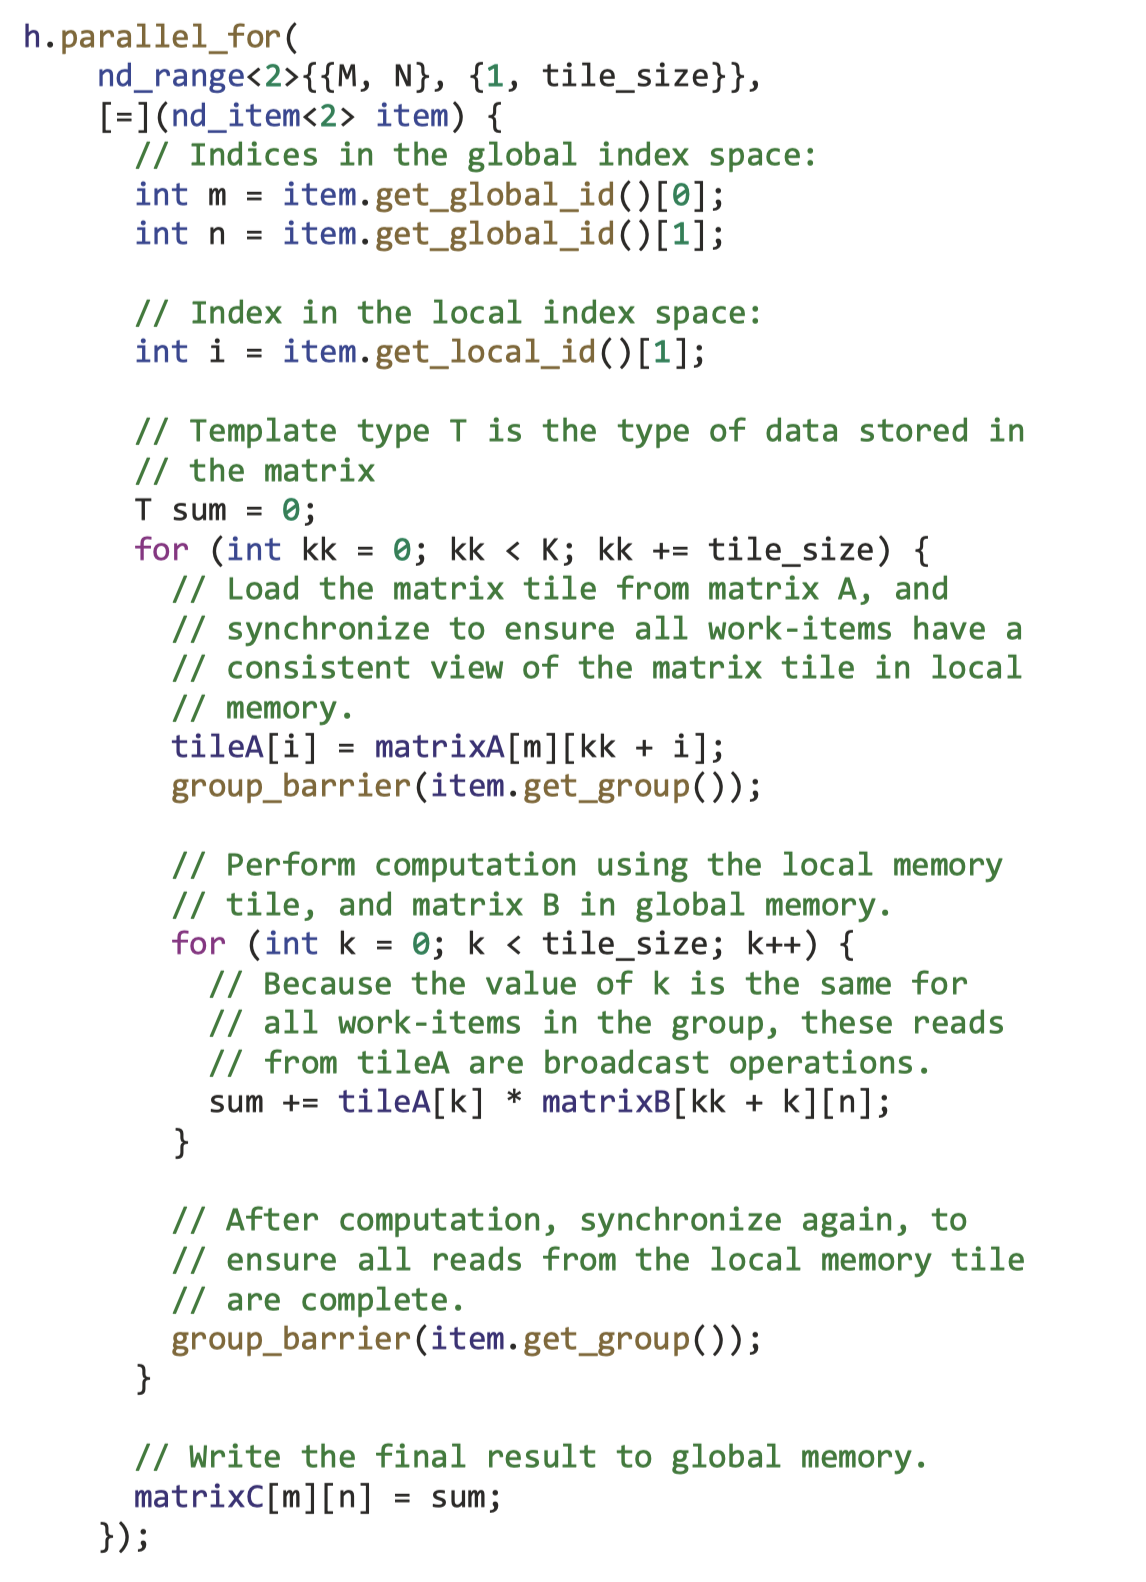 h.parallel_for(
    nd_range<2>{{M, N}, {1, tile_size}},
    [=](nd_item<2> item) {
      // Indices in the global index space:
      int m = item.get_global_id()[0];
      int n = item.get_global_id()[1];

      // Index in the local index space:
      int i = item.get_local_id()[1];

      // Template type T is the type of data stored in
      // the matrix
      T sum = 0;
      for (int kk = 0; kk < K; kk += tile_size) {
        // Load the matrix tile from matrix A, and
        // synchronize to ensure all work-items have a
        // consistent view of the matrix tile in local
        // memory.
        tileA[i] = matrixA[m][kk + i];
        group_barrier(item.get_group());

        // Perform computation using the local memory
        // tile, and matrix B in global memory.
        for (int k = 0; k < tile_size; k++) {
          // Because the value of k is the same for
          // all work-items in the group, these reads
          // from tileA are broadcast operations.
          sum += tileA[k] * matrixB[kk + k][n];
        }

        // After computation, synchronize again, to
        // ensure all reads from the local memory tile
        // are complete.
        group_barrier(item.get_group());
      }

      // Write the final result to global memory.
      matrixC[m][n] = sum;
    });